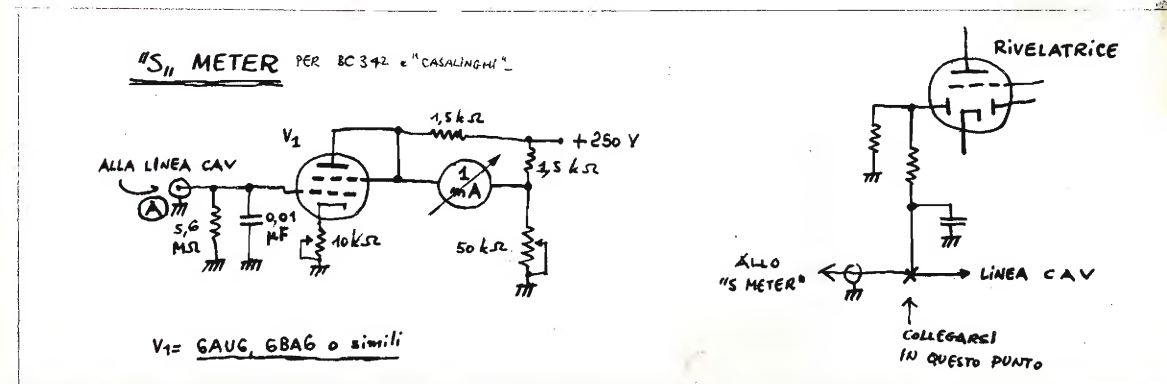 "S" METER PER BC 342 e "CASALINGHI"
V1
1,5 kΩ
+ 250 V
1,5 kΩ
ALLA LINEA CAV
A
5,6 MΩ
0,01 µF
10 kΩ
1 mA
50 kΩ
V1= 6AU6, 6BA6 o simili
RIVELATRICE
ALLO
"S METER"
LINEA CAV
COLLEGARSI
IN QUESTO PUNTO